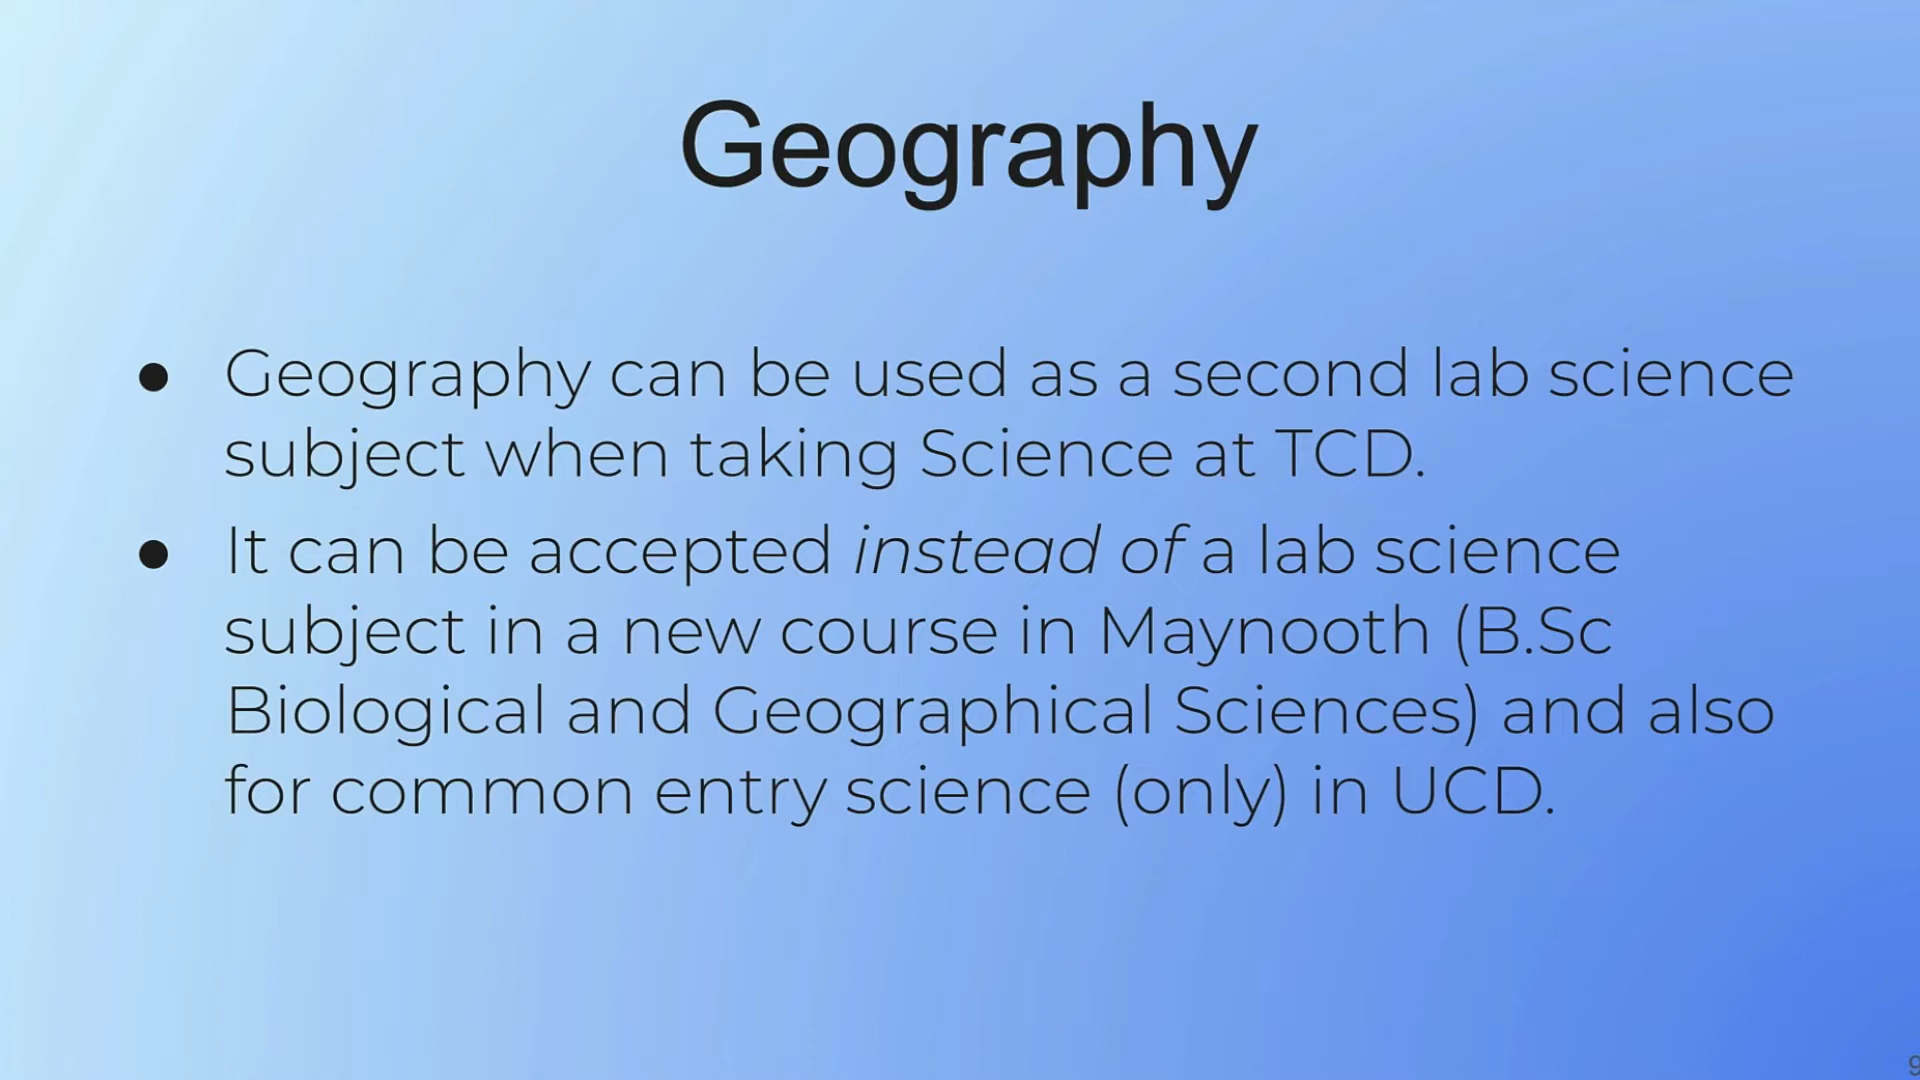 Geography
● Geography can be used as a second lab science
subject when taking Science at TCD.
● It can be accepted instead of a lab science
subject in a new course in Maynooth (B.Sc
Biological and Geographical Sciences) and also
for common entry science (only) in UCD.
9